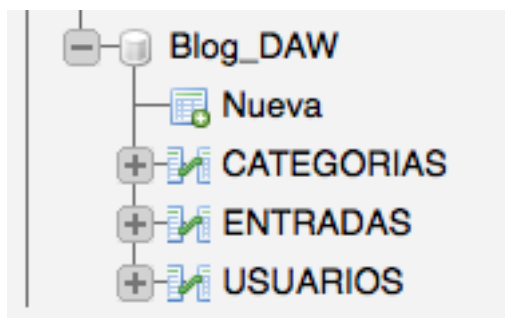 Blog_DAW
Nueva
CATEGORIAS
ENTRADAS
USUARIOS